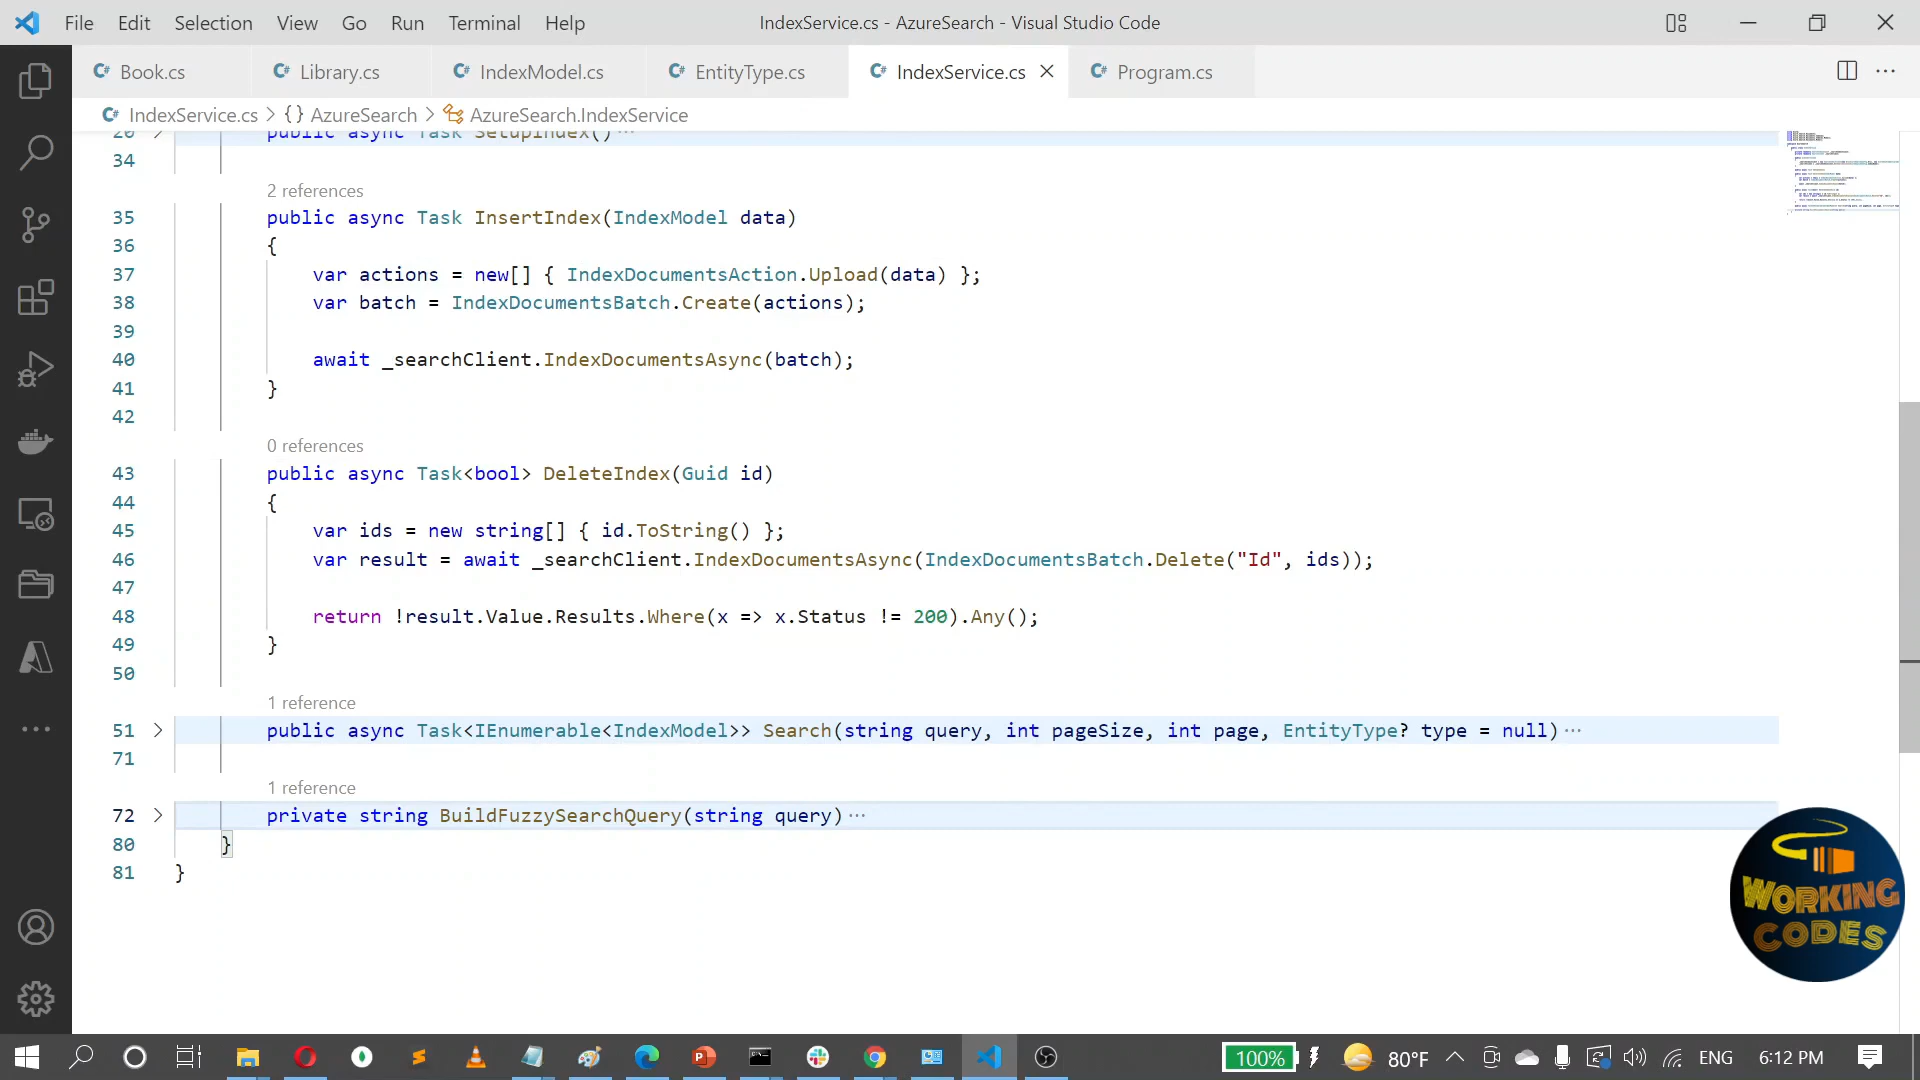 File Edit Selection View Go Run Terminal Help IndexService.cs - AzureSearch - Visual Studio Code
Book.cs Library.cs IndexModel.cs EntityType.cs IndexService.cs Program.cs
IndexService.cs > {} AzureSearch > AzureSearch.IndexService
20 public async Task SetupIndex()
34
2 references
35 public async Task InsertIndex(IndexModel data)
36 {
37 var actions = new[] { IndexDocumentsAction.Upload(data) };
38 var batch = IndexDocumentsBatch.Create(actions);
39
40 await _searchClient.IndexDocumentsAsync(batch);
41 }
42
0 references
43 public async Task<bool> DeleteIndex(Guid id)
44 {
45 var ids = new string[] { id.ToString() };
46 var result = await _searchClient.IndexDocumentsAsync(IndexDocumentsBatch.Delete("Id", ids));
47
48 return !result.Value.Results.Where(x => x.Status != 200).Any();
49 }
50
1 reference
51 public async Task<IEnumerable<IndexModel>> Search(string query, int pageSize, int page, EntityType? type = null)
71
1 reference
72 private string BuildFuzzySearchQuery(string query)
80 }
81 }
WORKING
CODES
100% 80°F ENG 6:12 PM